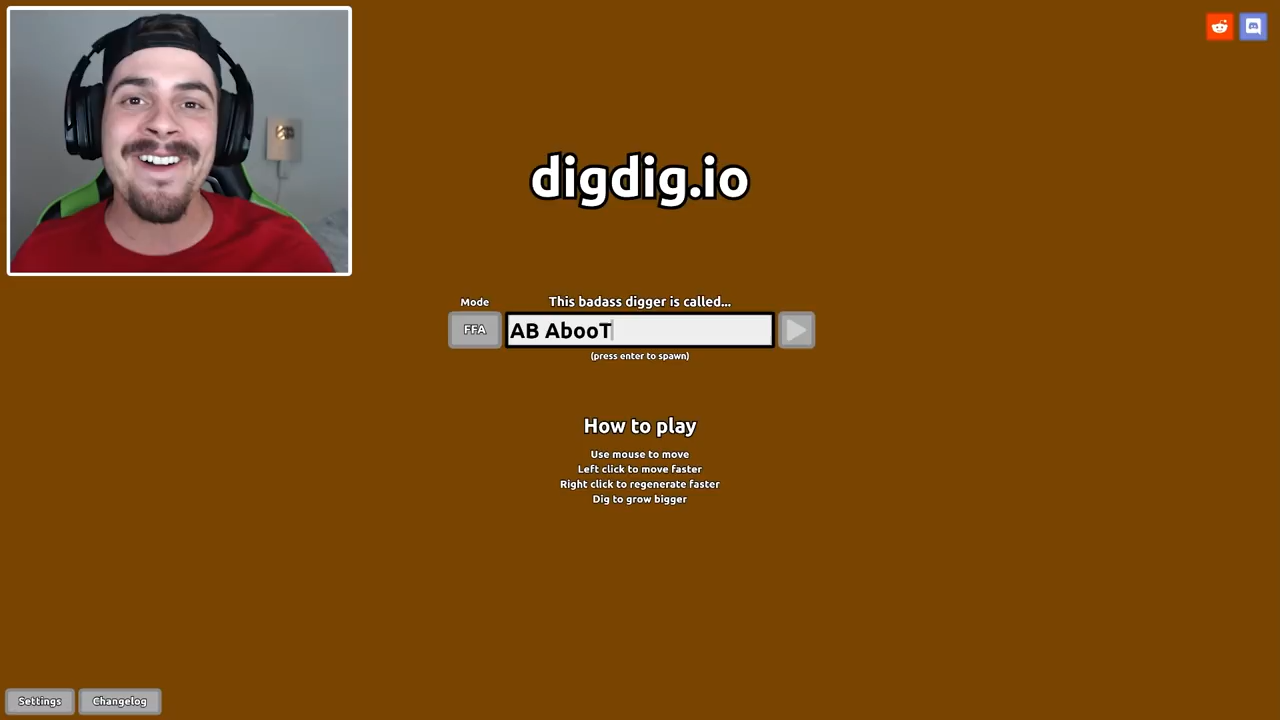 digdig.io
Mode
This badass digger is called...
FFA
AB AbooT
(press enter to spawn)
How to play
Use mouse to move
Left click to move faster
Right click to regenerate faster
Dig to grow bigger
Settings
Changelog